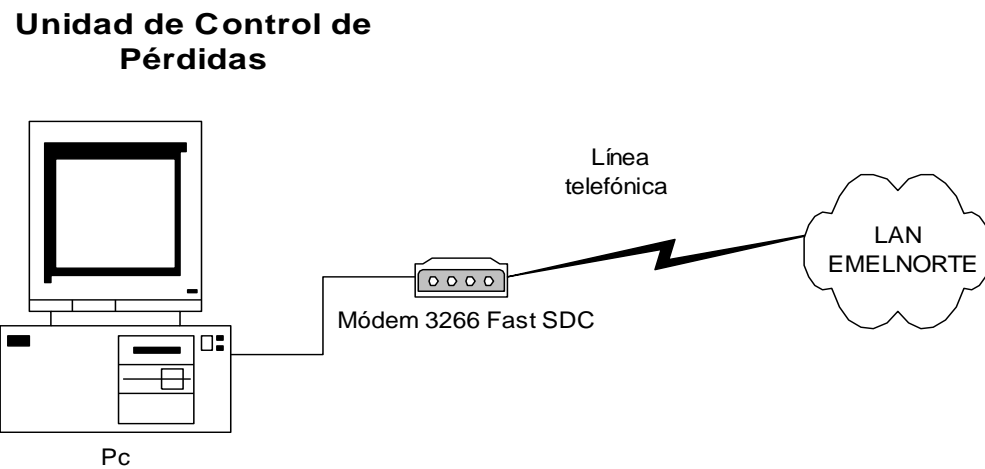 Unidad de Control de
Pérdidas
Línea
telefónica
LAN
EMELNORTE
Módem 3266 Fast SDC
Pc